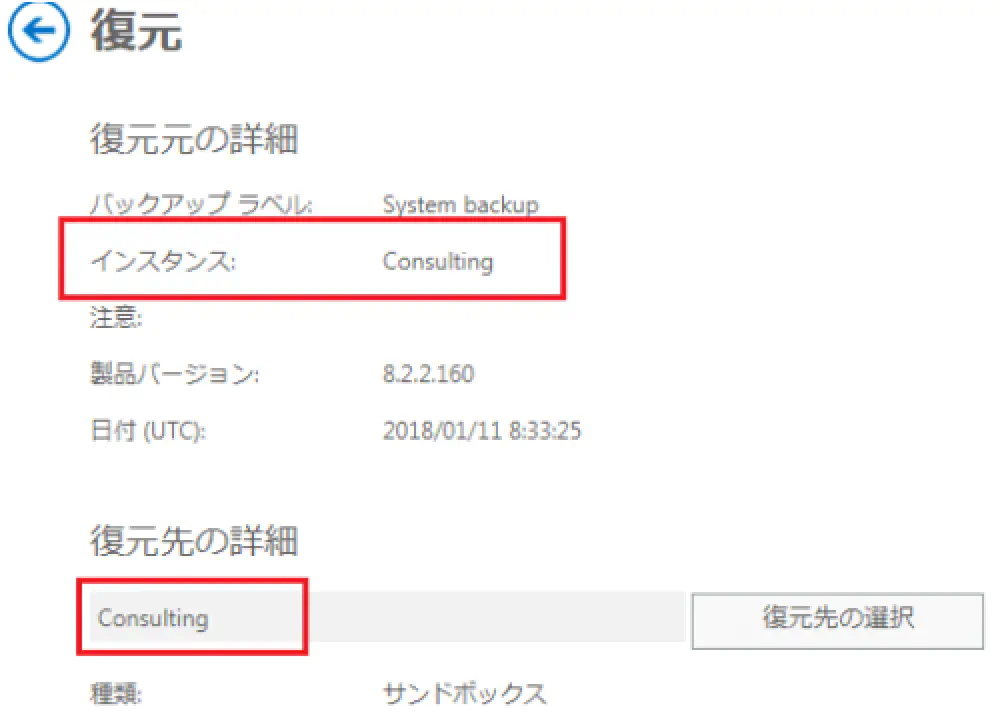 復元
復元元の詳細
バックアップ ラベル: System backup
インスタンス: Consulting
注意:
製品バージョン: 8.2.2.160
日付 (UTC): 2018/01/11 8:33:25
復元先の詳細
Consulting 復元先の選択
種類: サンドボックス